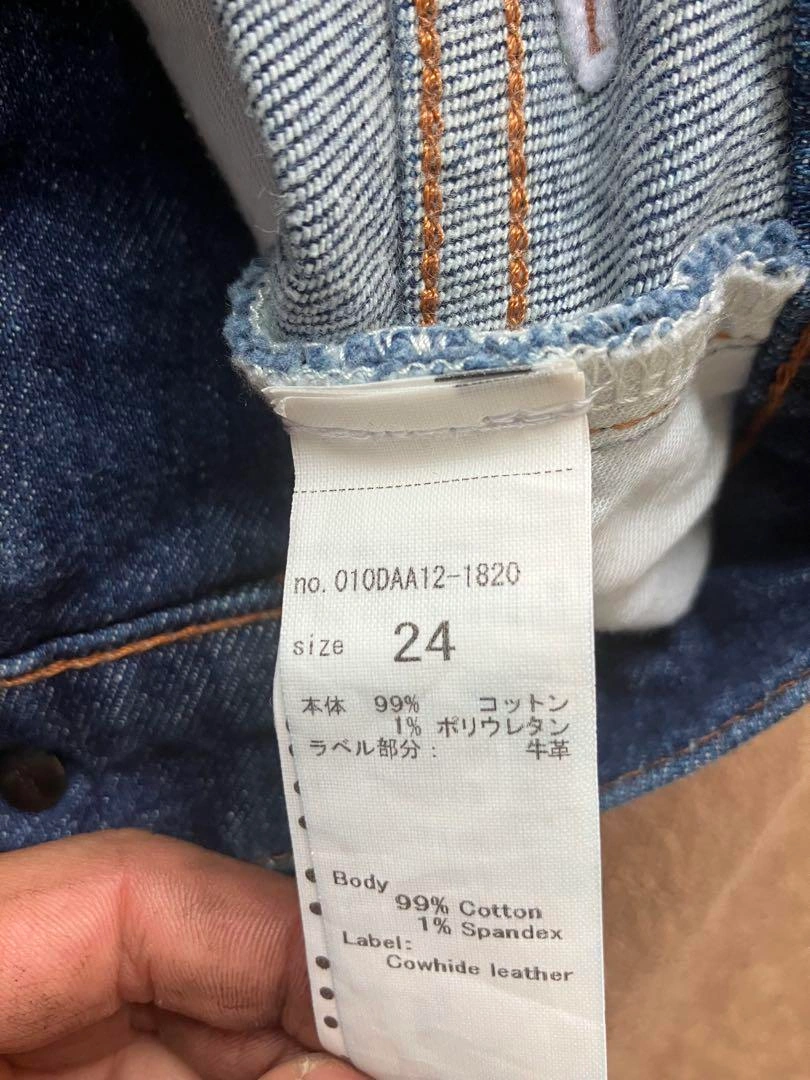 no. 010DAA12-1820
size 24
本体 99% コットン
1% ポリウレタン
ラベル部分: 牛革
Body
99% Cotton
1% Spandex
Label:
Cowhide leather